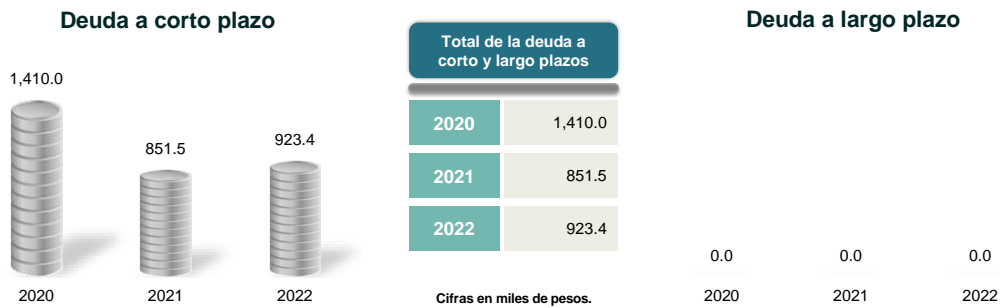 Deuda a corto plazo
1,410.0
851.5
923.4
2020
2021
2022
Total de la deuda a
corto y largo plazos
2020 1,410.0
2021 851.5
2022 923.4
Cifras en miles de pesos.
Deuda a largo plazo
0.0 0.0 0.0
2020 2021 2022